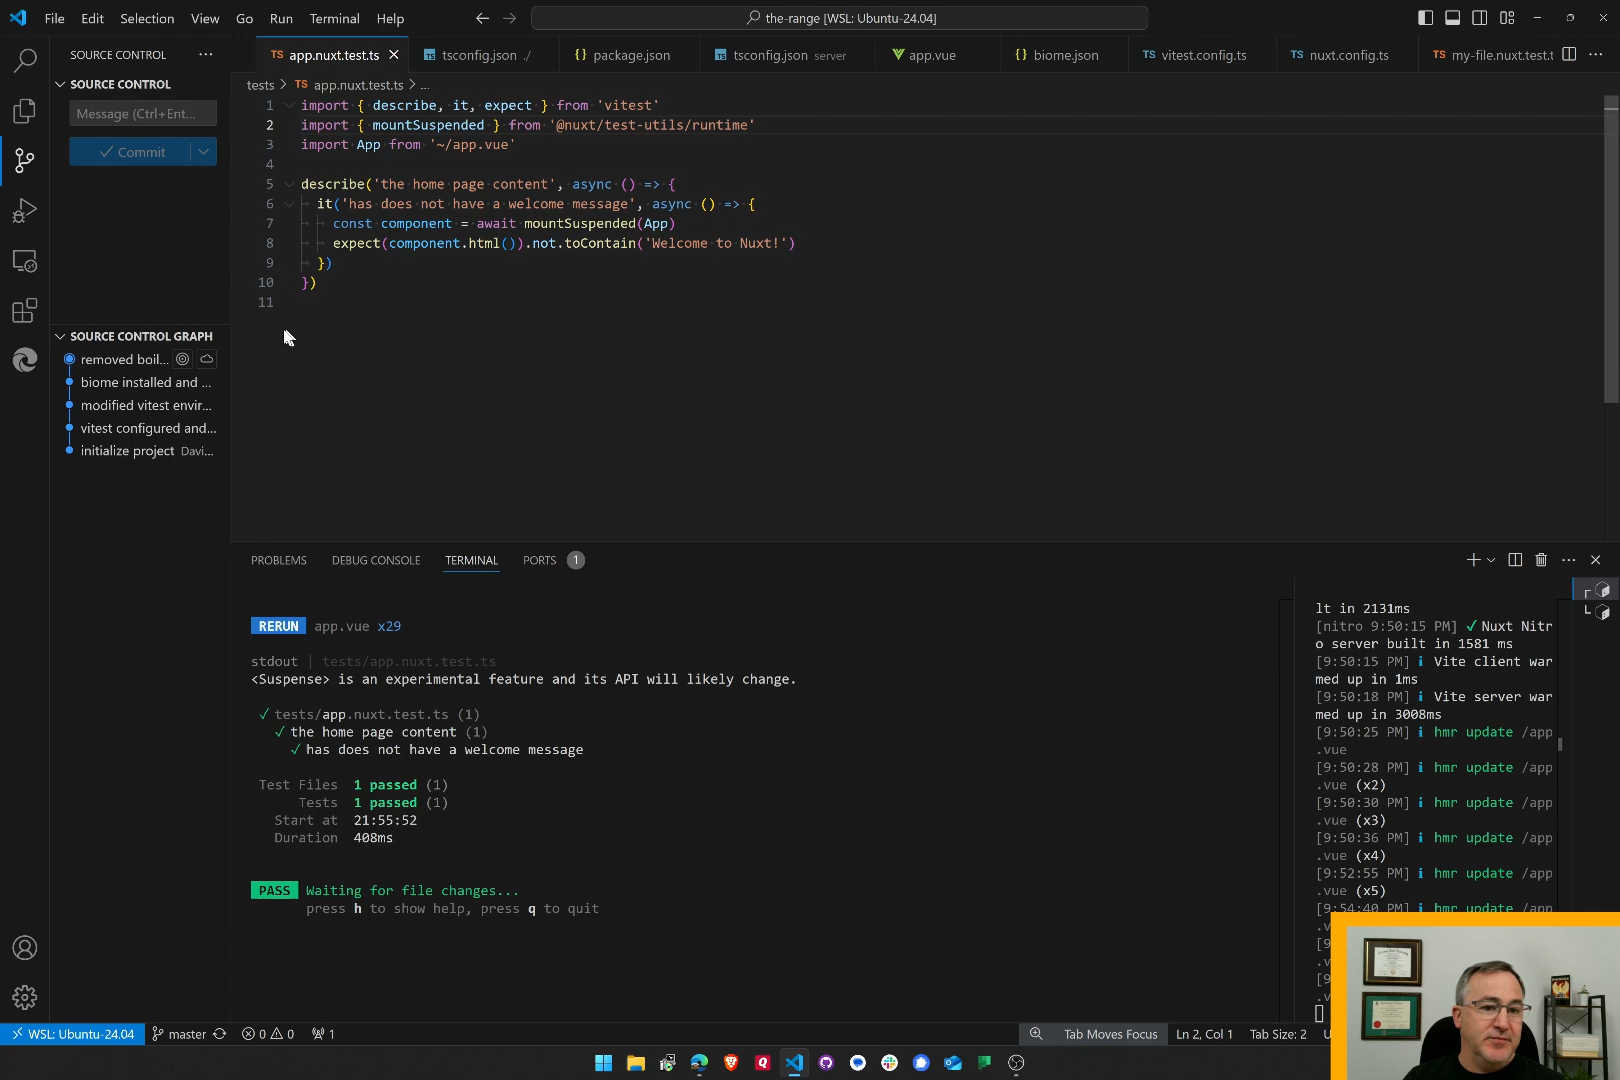 File Edit Selection View Go Run Terminal Help
the-range [WSL: Ubuntu-24.04]
SOURCE CONTROL
TS app.nuxt.test.ts
TS tsconfig.json ./
{} package.json
TS tsconfig.json server
app.vue
{} biome.json
TS vitest.config.ts
TS nuxt.config.ts
TS my-file.nuxt.test.t
SOURCE CONTROL
Message (Ctrl+Ent...
Commit
tests > TS app.nuxt.test.ts > ...
1 import { describe, it, expect } from 'vitest'
2 import { mountSuspended } from '@nuxt/test-utils/runtime'
3 import App from '~/app.vue'
4
5 describe('the home page content', async () => {
6 it('has does not have a welcome message', async () => {
7 const component = await mountSuspended(App)
8 expect(component.html()).not.toContain('Welcome to Nuxt!')
9 })
10 })
11
SOURCE CONTROL GRAPH
removed boil...
biome installed and ...
modified vitest envir...
vitest configured and...
initialize project Davi...
PROBLEMS DEBUG CONSOLE TERMINAL PORTS 1
RERUN app.vue x29
stdout | tests/app.nuxt.test.ts
<Suspense> is an experimental feature and its API will likely change.
✓ tests/app.nuxt.test.ts (1)
✓ the home page content (1)
✓ has does not have a welcome message
Test Files 1 passed (1)
Tests 1 passed (1)
Start at 21:55:52
Duration 408ms
PASS Waiting for file changes...
press h to show help, press q to quit
lt in 2131ms
[nitro 9:50:15 PM] ✓ Nuxt Nitr
o server built in 1581 ms
[9:50:15 PM] ℹ Vite client war
med up in 1ms
[9:50:18 PM] ℹ Vite server war
med up in 3008ms
[9:50:25 PM] ℹ hmr update /app
.vue
[9:50:28 PM] ℹ hmr update /app
.vue (x2)
[9:50:30 PM] ℹ hmr update /app
.vue (x3)
[9:50:36 PM] ℹ hmr update /app
.vue (x4)
[9:52:55 PM] ℹ hmr update /app
.vue (x5)
[9:54:40 PM] ℹ hmr update /app
.v
[9
.v
[9
.v
WSL: Ubuntu-24.04 master 0 0 1
Tab Moves Focus Ln 2, Col 1 Tab Size: 2 U